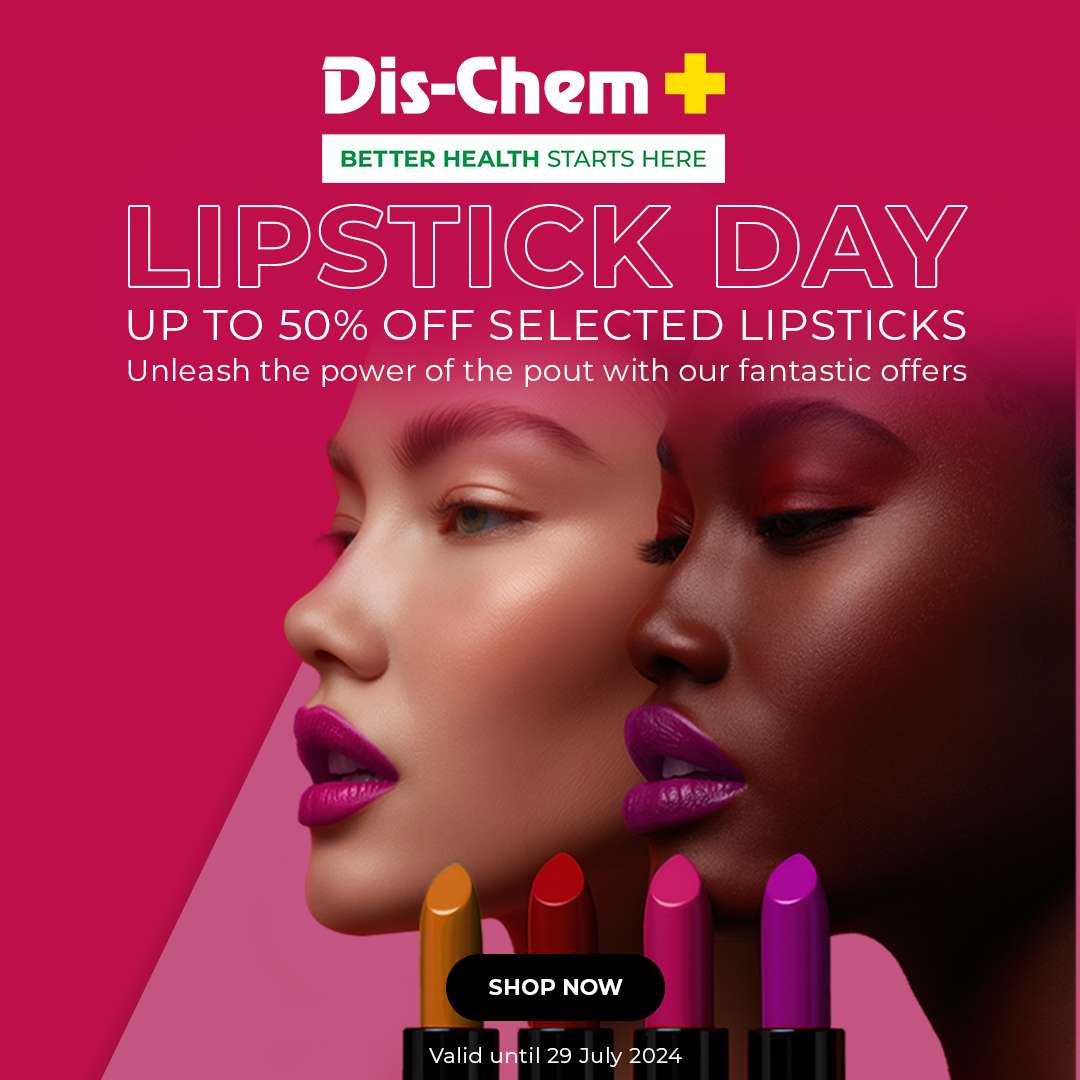 Dis-Chem
BETTER HEALTH STARTS HERE
LIPSTICK DAY
UP TO 50% OFF SELECTED LIPSTICKS
Unleash the power of the pout with our fantastic offers
SHOP NOW
Valid until 29 July 2024